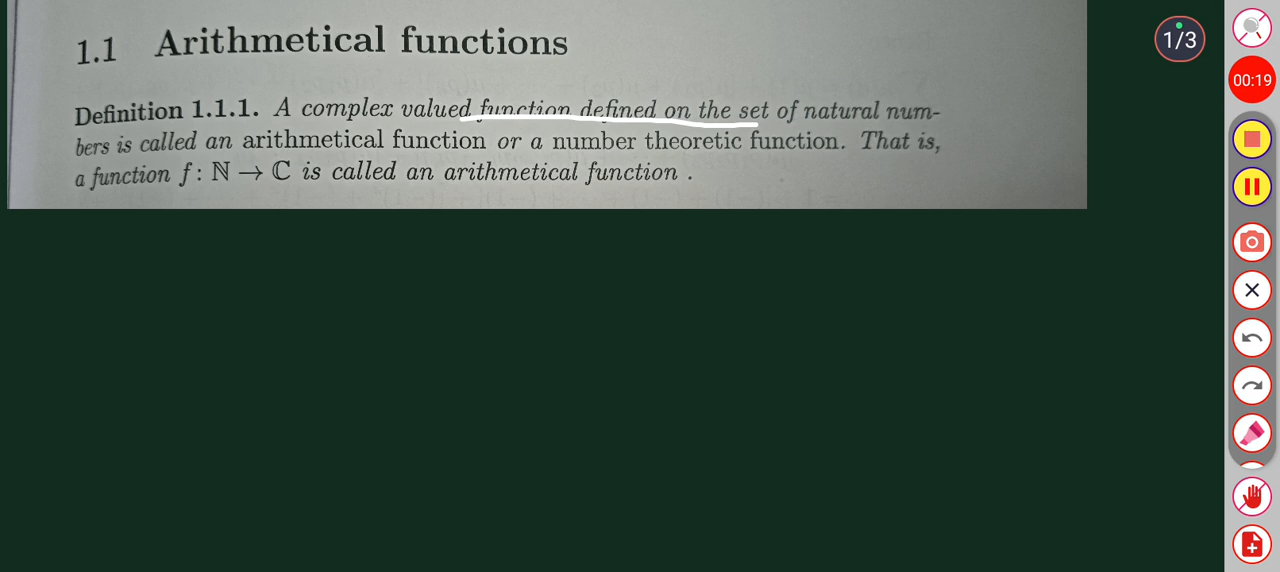 1.1 Arithmetical functions
1/3
00:19
Definition 1.1.1. A complex valued function defined on the set of natural num-
bers is called an arithmetical function or a number theoretic function. That is,
a function f : ℕ → ℂ is called an arithmetical function .